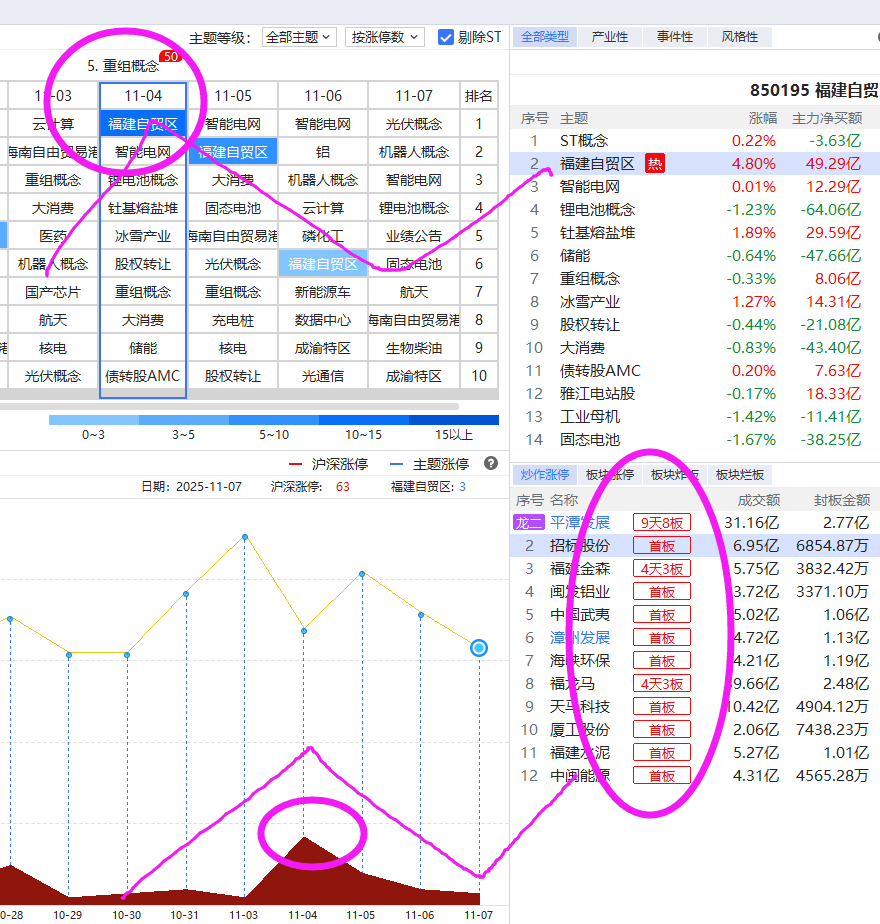 主题等级： 全部主题 按涨停数 剔除ST
5. 重组概念 50
11-03 11-04 11-05 11-06 11-07 排名
云计算 福建自贸区 智能电网 智能电网 光伏概念 1
海南自由贸易港 智能电网 福建自贸区 铝 机器人概念 2
重组概念 锂电池概念 大消费 机器人概念 智能电网 3
大消费 钍基熔盐堆 固态电池 云计算 锂电池概念 4
医药 冰雪产业 海南自由贸易港 磷化工 业绩公告 5
机器人概念 股权转让 光伏概念 福建自贸区 固态电池 6
国产芯片 重组概念 重组概念 新能源车 航天 7
航天 大消费 充电桩 数据中心 海南自由贸易港 8
港 核电 储能 核电 成渝特区 生物柴油 9
光伏概念 债转股AMC 股权转让 光通信 成渝特区 10
0~3 3~5 5~10 10~15 15以上
沪深涨停 主题涨停 ?
日期： 2025-11-07 沪深涨停: 63 福建自贸区: 3
0-28 10-29 10-30 10-31 11-03 11-04 11-05 11-06 11-07
全部类型 产业性 事件性 风格性
850195 福建自贸
序号 主题 涨幅 主力净买额
1 ST概念 0.22% -3.63亿
2 福建自贸区 热 4.80% 49.29亿
3 智能电网 0.01% 12.29亿
4 锂电池概念 -1.23% -64.06亿
5 钍基熔盐堆 1.89% 29.59亿
6 储能 -0.64% -47.66亿
7 重组概念 -0.33% 8.06亿
8 冰雪产业 1.27% 14.31亿
9 股权转让 -0.44% -21.08亿
10 大消费 -0.83% -43.40亿
11 债转股AMC 0.20% 7.63亿
12 雅江电站股 -0.17% 18.33亿
13 工业母机 -1.42% -11.41亿
14 固态电池 -1.67% -38.25亿
炒作涨停 板块涨停 板块炸板 板块烂板
序号 名称 成交额 封板金额
龙二 平潭发展 9天8板 31.16亿 2.77亿
2 招标股份 首板 6.95亿 6854.87万
3 福建金森 4天3板 5.75亿 3832.42万
4 闽发铝业 首板 3.72亿 3371.10万
5 中国武夷 首板 5.02亿 1.06亿
6 漳州发展 首板 4.72亿 1.13亿
7 海峡环保 首板 4.21亿 1.19亿
8 福龙马 4天3板 9.66亿 2.48亿
9 天马科技 首板 10.42亿 4904.12万
10 厦工股份 首板 2.06亿 7438.23万
11 福建水泥 首板 5.27亿 1.01亿
12 中闽能源 首板 4.31亿 4565.28万